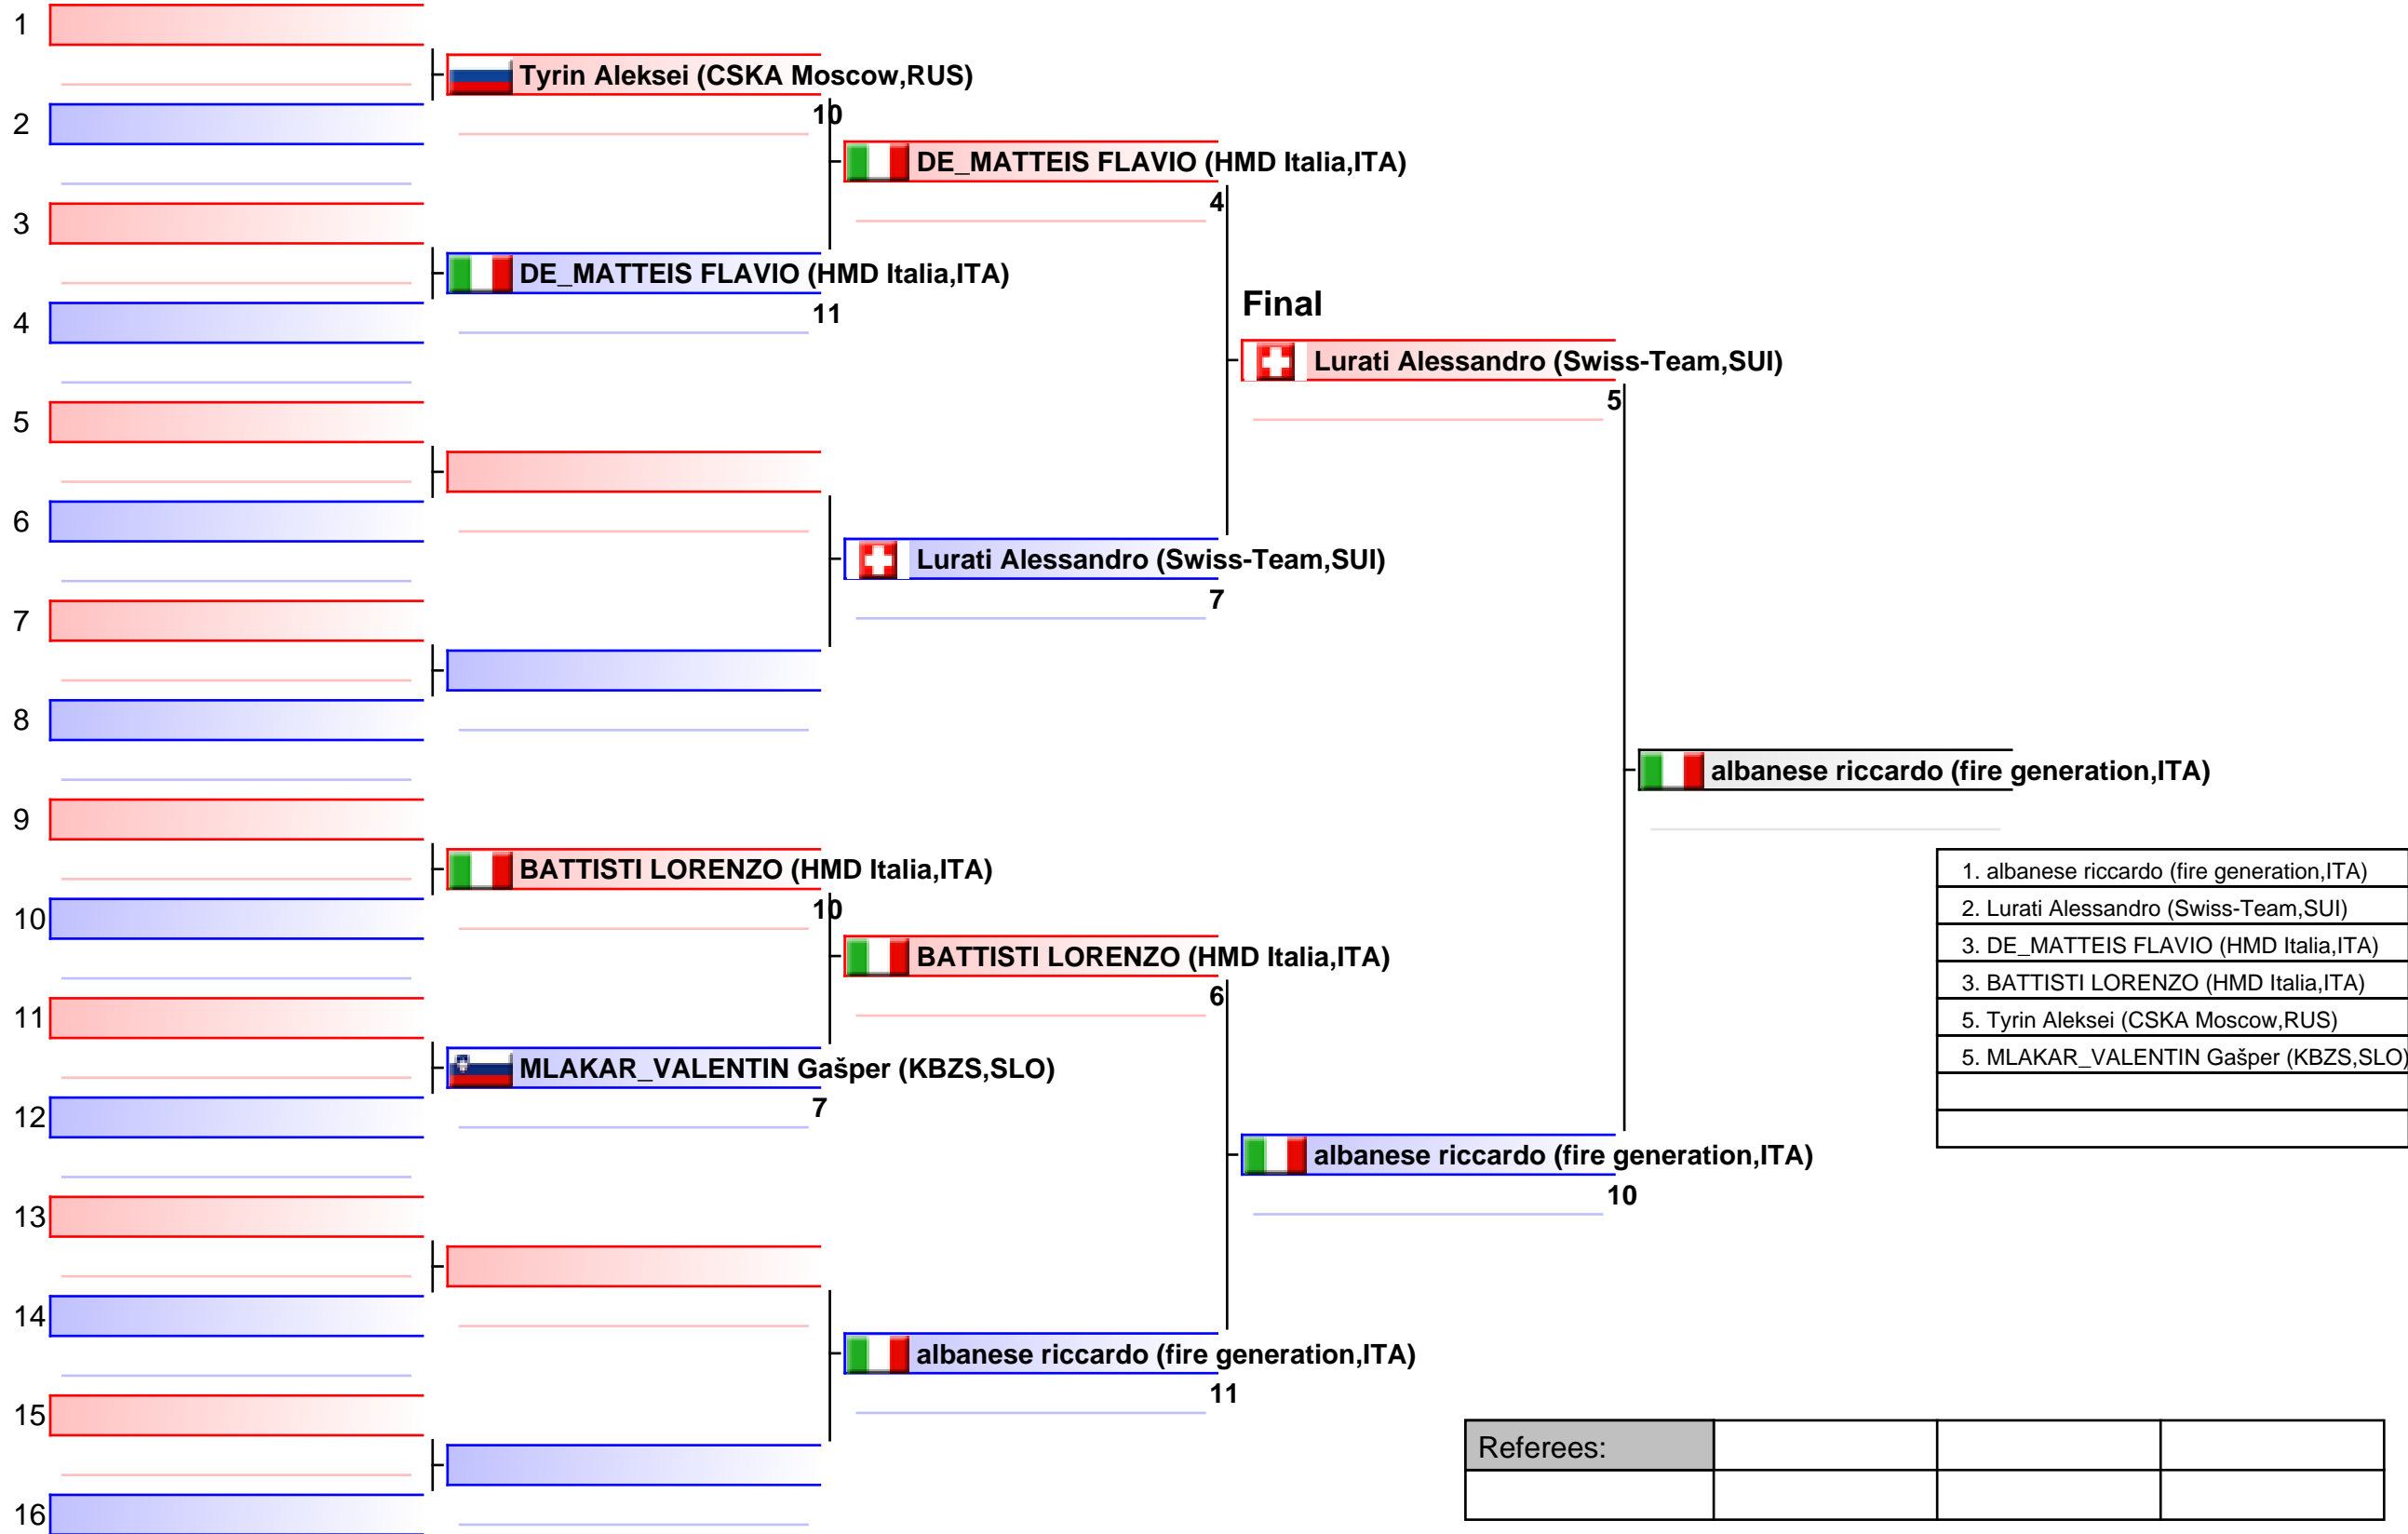 1
Tyrin Aleksei (CSKA Moscow,RUS)
10
2
DE_MATTEIS FLAVIO (HMD Italia,ITA)
4
3
DE_MATTEIS FLAVIO (HMD Italia,ITA)
11
4
Final
Lurati Alessandro (Swiss-Team,SUI)
5
5
6
Lurati Alessandro (Swiss-Team,SUI)
7
7
8
albanese riccardo (fire generation,ITA)
9
BATTISTI LORENZO (HMD Italia,ITA)
10
10
BATTISTI LORENZO (HMD Italia,ITA)
6
11
MLAKAR_VALENTIN Gašper (KBZS,SLO)
7
12
albanese riccardo (fire generation,ITA)
10
13
14
albanese riccardo (fire generation,ITA)
11
15
16
1. albanese riccardo (fire generation,ITA)
2. Lurati Alessandro (Swiss-Team,SUI)
3. DE_MATTEIS FLAVIO (HMD Italia,ITA)
3. BATTISTI LORENZO (HMD Italia,ITA)
5. Tyrin Aleksei (CSKA Moscow,RUS)
5. MLAKAR_VALENTIN Gašper (KBZS,SLO)
Referees: